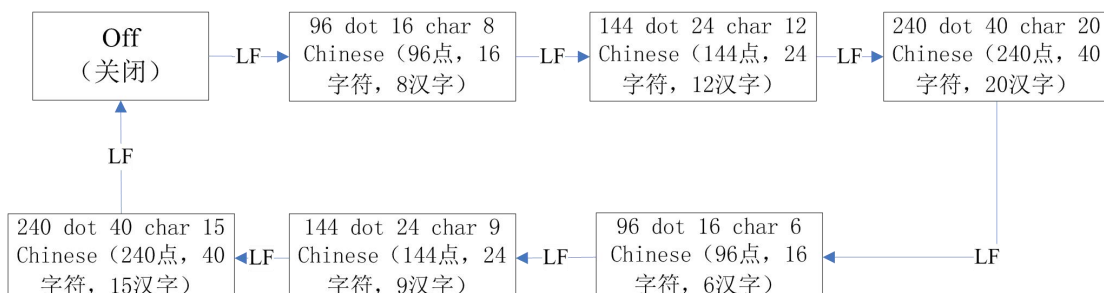 Off
（关闭）
LF
96 dot 16 char 8
Chinese（96点，16
字符，8汉字）
LF
144 dot 24 char 12
Chinese（144点，24
字符，12汉字）
LF
240 dot 40 char 20
Chinese（240点，40
字符，20汉字）
LF
96 dot 16 char 6
Chinese（96点，16
字符，6汉字）
LF
144 dot 24 char 9
Chinese（144点，24
字符，9汉字）
LF
240 dot 40 char 15
Chinese（240点，40
字符，15汉字）
LF